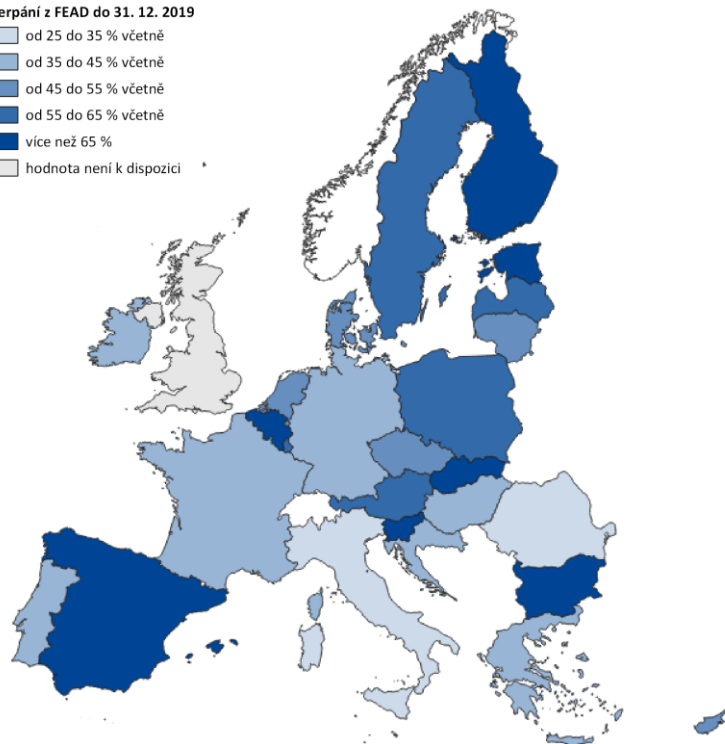 erpání z FEAD do 31. 12. 2019
od 25 do 35 % včetně
od 35 do 45 % včetně
od 45 do 55 % včetně
od 55 do 65 % včetně
více než 65 %
hodnota není k dispozici